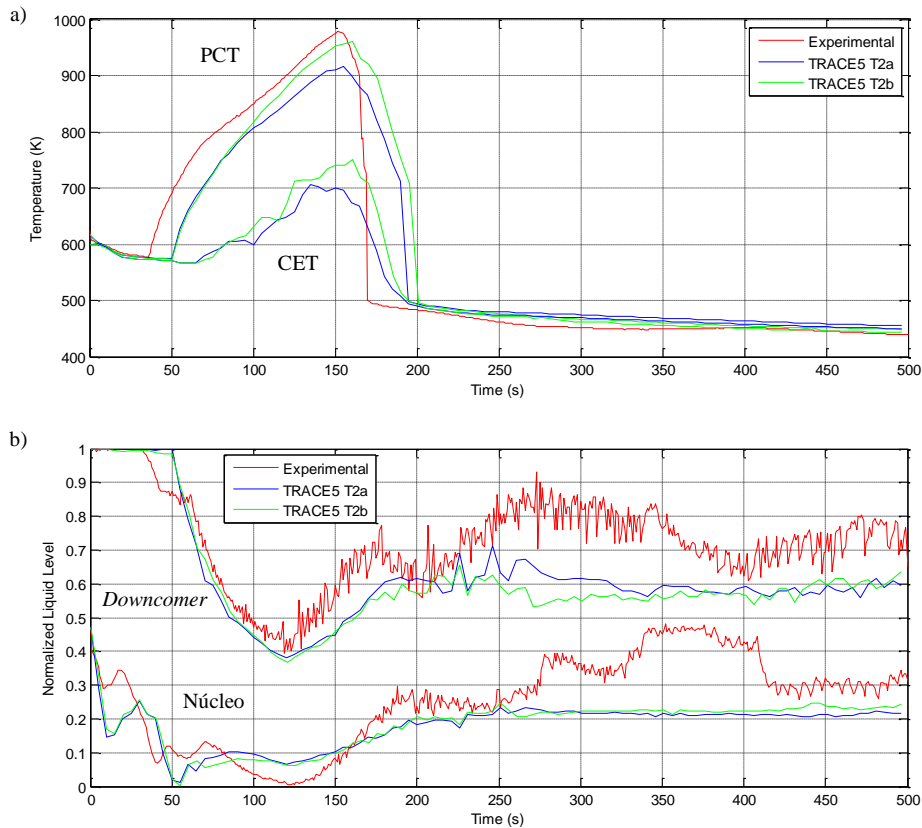 a)
1000
900
800
700
600
500
400
Temperature (K)
PCT
CET
Experimental
TRACE5 T2a
TRACE5 T2b
0
50
100
150
200
250
300
350
400
450
500
Time (s)
b)
1
0.9
0.8
0.7
0.6
0.5
0.4
0.3
0.2
0.1
0
Normalized Liquid Level
Experimental
TRACE5 T2a
TRACE5 T2b
Downcomer
Núcleo
0
50
100
150
200
250
300
350
400
450
500
Time (s)